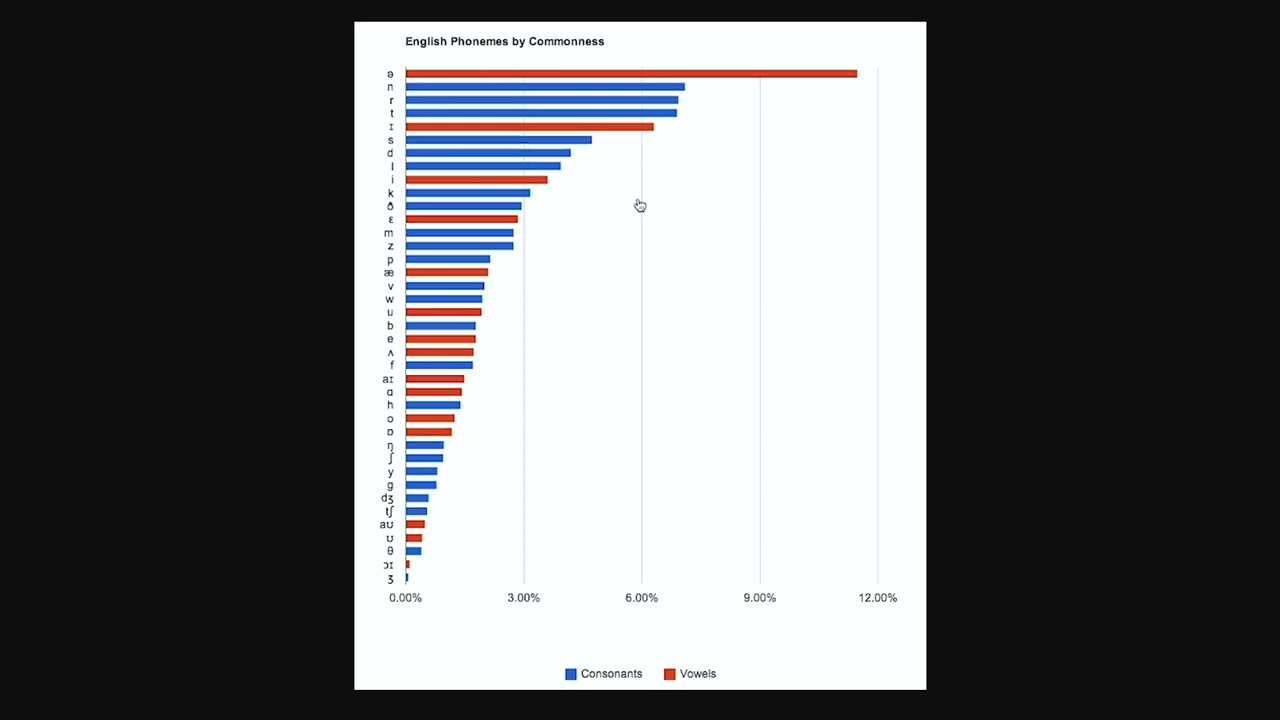 English Phonemes by Commonness
ə
n
r
t
ɪ
s
d
l
i
k
ð
ɛ
m
z
p
æ
v
w
u
b
e
ʌ
f
aɪ
ɑ
h
o
ɒ
ŋ
ʃ
y
g
dʒ
tʃ
aʊ
ʊ
θ
ɔɪ
ʒ
0.00% 3.00% 6.00% 9.00% 12.00%
Consonants Vowels